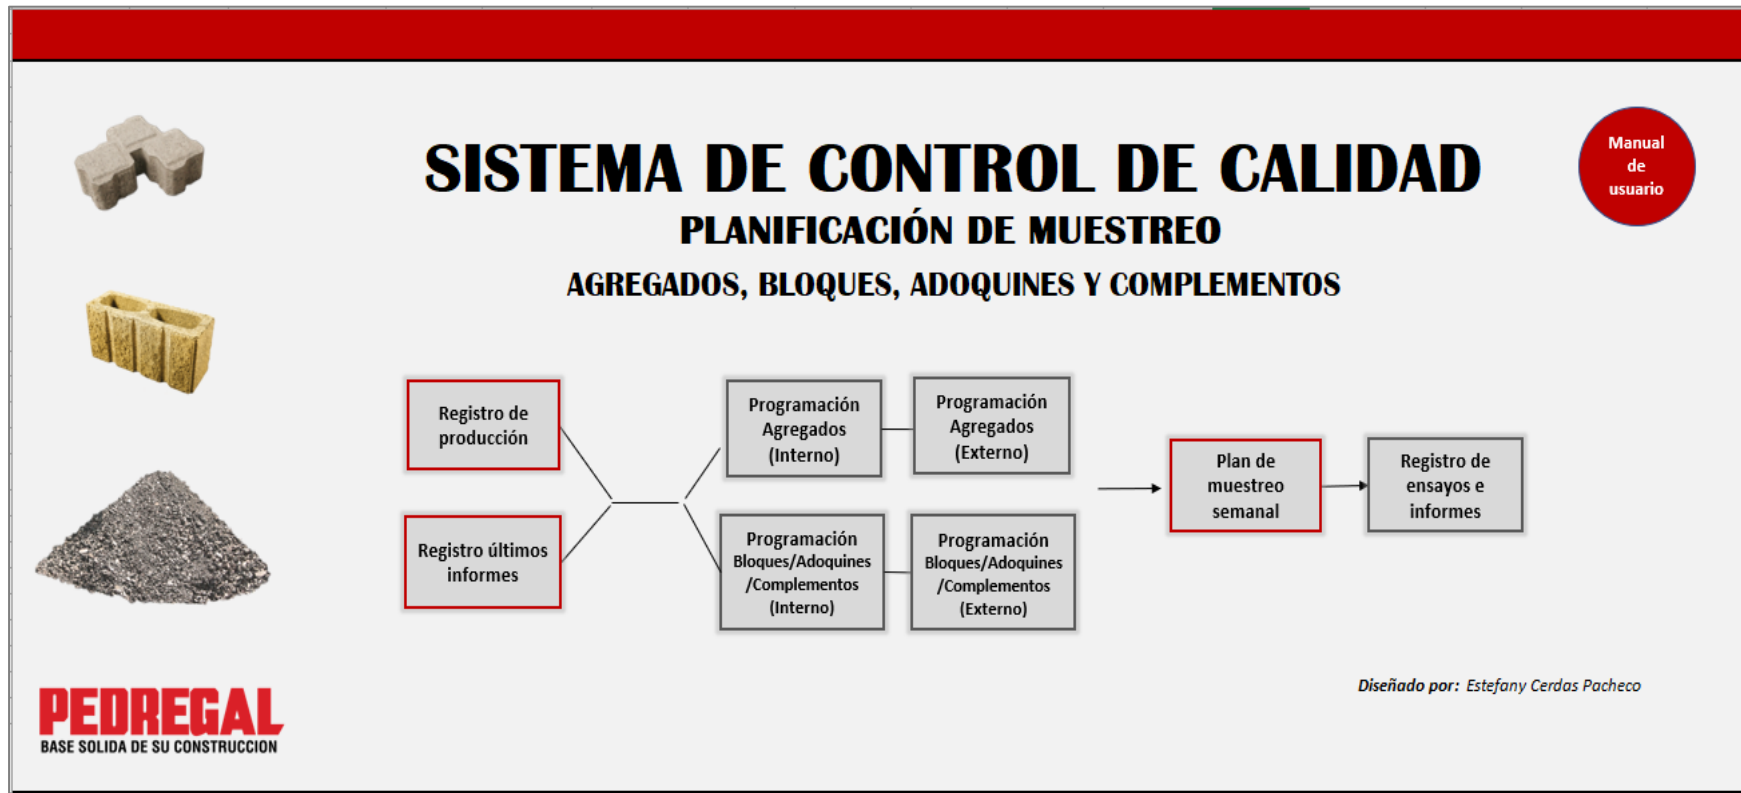 SISTEMA DE CONTROL DE CALIDAD
PLANIFICACIÓN DE MUESTREO
AGREGADOS, BLOQUES, ADOQUINES Y COMPLEMENTOS
Manual
de
usuario
Registro de
producción
Registro últimos
informes
Programación
Agregados
(Interno)
Programación
Agregados
(Externo)
Programación
Bloques/Adoquines
/Complementos
(Interno)
Programación
Bloques/Adoquines
/Complementos
(Externo)
Plan de
muestreo
semanal
Registro de
ensayos e
informes
Diseñado por: Estefany Cerdas Pacheco
PEDREGAL
BASE SOLIDA DE SU CONSTRUCCION